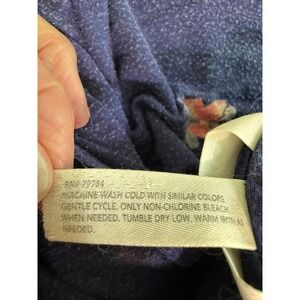 RN# 79784
MACHINE WASH COLD WITH SIMILAR COLORS.
GENTLE CYCLE. ONLY NON-CHLORINE BLEACH
WHEN NEEDED. TUMBLE DRY LOW. WARM IRON AS
NEEDED.